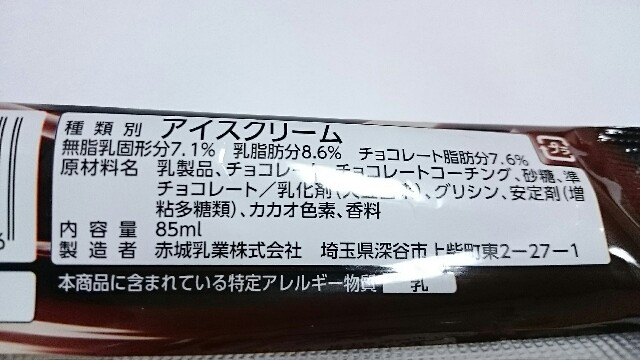 種類別 アイスクリーム
無脂乳固形分7.1% 乳脂肪分8.6% チョコレート脂肪分7.6%
原材料名 乳製品、チョコレート、チョコレートコーチング、砂糖、準
チョコレート/乳化剤、グリシン、安定剤(増
粘多糖類)、カカオ色素、香料
内容量 85ml
製造者 赤城乳業株式会社 埼玉県深谷市上柴町東2-27-1
本商品に含まれている特定アレルギー物質 乳
プラ